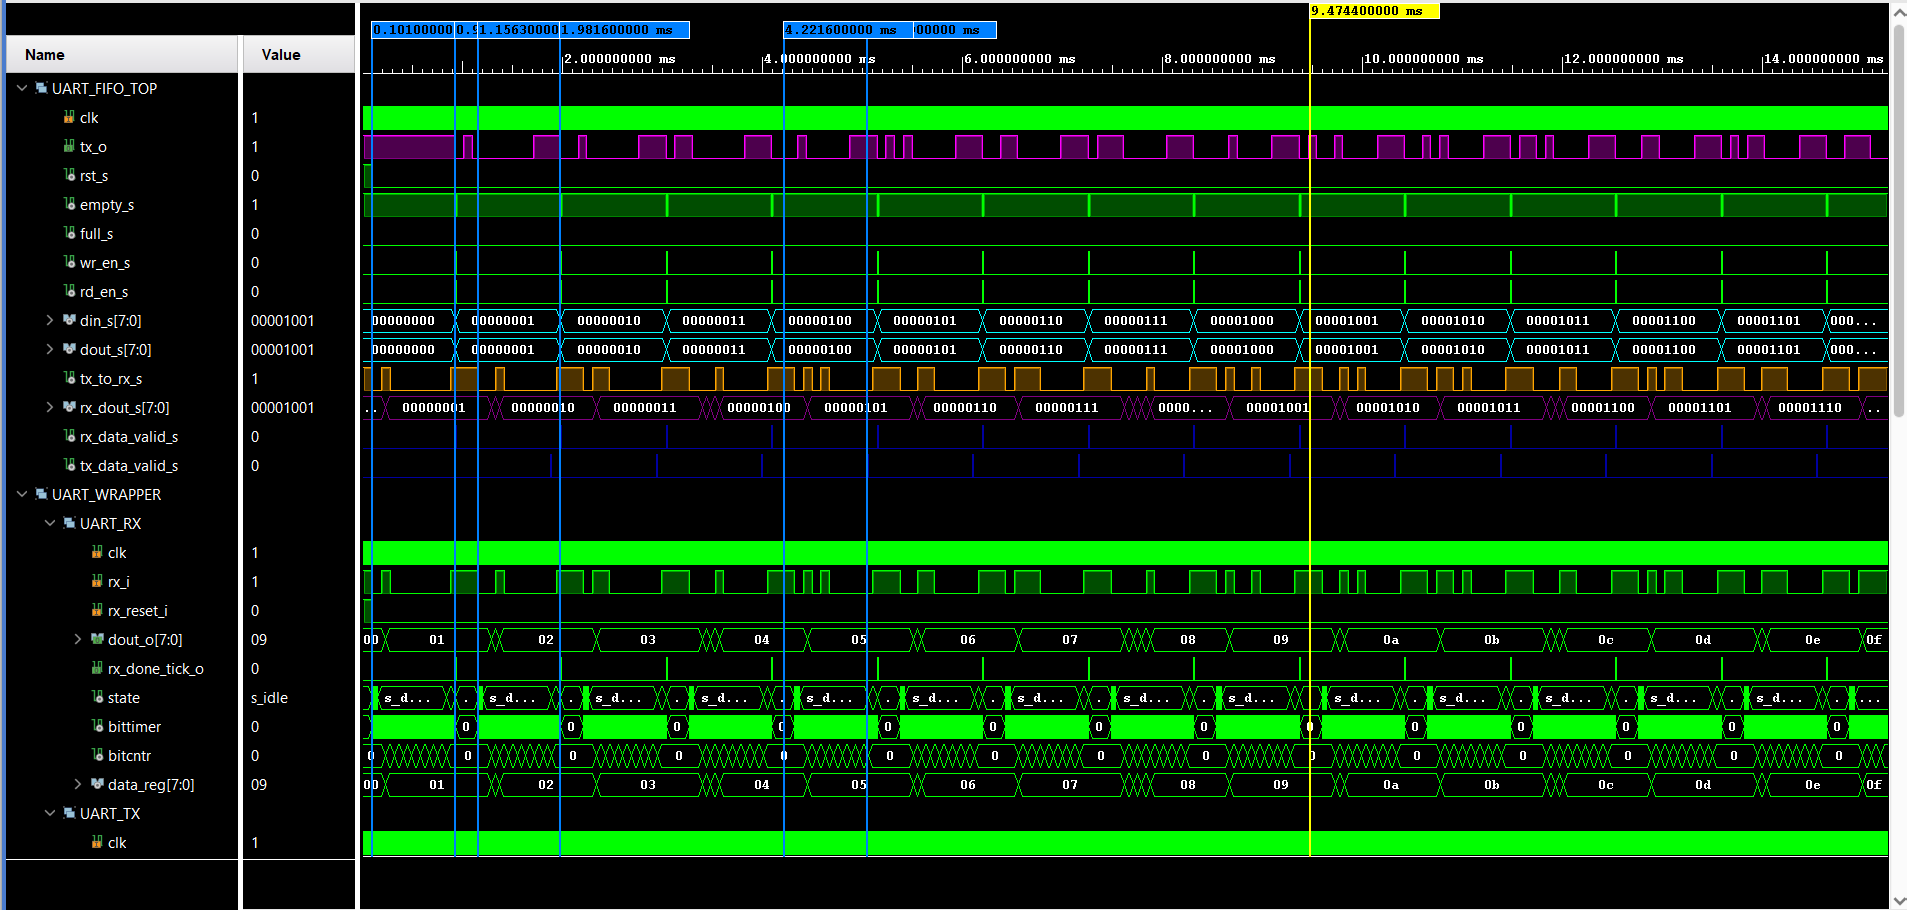 9.474400000 ms
0.10100000 0.9 1.15630000 1.981600000 ms 4.221600000 ms 00000 ms
Name Value
2.000000000 ms 4.000000000 ms 6.000000000 ms 8.000000000 ms 10.000000000 ms 12.000000000 ms 14.000000000 ms
UART_FIFO_TOP
clk 1
tx_o 1
rst_s 0
empty_s 1
full_s 0
wr_en_s 0
rd_en_s 0
din_s[7:0] 00001001 00000000 00000001 00000010 00000011 00000100 00000101 00000110 00000111 00001000 00001001 00001010 00001011 00001100 00001101 000...
dout_s[7:0] 00001001 00000000 00000001 00000010 00000011 00000100 00000101 00000110 00000111 00001000 00001001 00001010 00001011 00001100 00001101 000...
tx_to_rx_s 1
rx_dout_s[7:0] 00001001 .. 00000001 00000010 00000011 00000100 00000101 00000110 00000111 0000... 00001001 00001010 00001011 00001100 00001101 00001110 ..
rx_data_valid_s 0
tx_data_valid_s 0
UART_WRAPPER
UART_RX
clk 1
rx_i 1
rx_reset_i 0
dout_o[7:0] 09 00 01 02 03 04 05 06 07 08 09 0a 0b 0c 0d 0e 0f
rx_done_tick_o 0
state s_idle s_d... . s_d... . s_d... . s_d... . s_d... . s_d... . s_d... . s_d... . s_d... . s_d... . s_d... . s_d... . s_d... . s_d... . ...
bittimer 0 0 0 0 0 0 0 0 0 0 0 0 0 0 0
bitcntr 0 0 0 0 0 0 0 0 0 0 0 0 0 0 0 0
data_reg[7:0] 09 00 01 02 03 04 05 06 07 08 09 0a 0b 0c 0d 0e 0f
UART_TX
clk 1